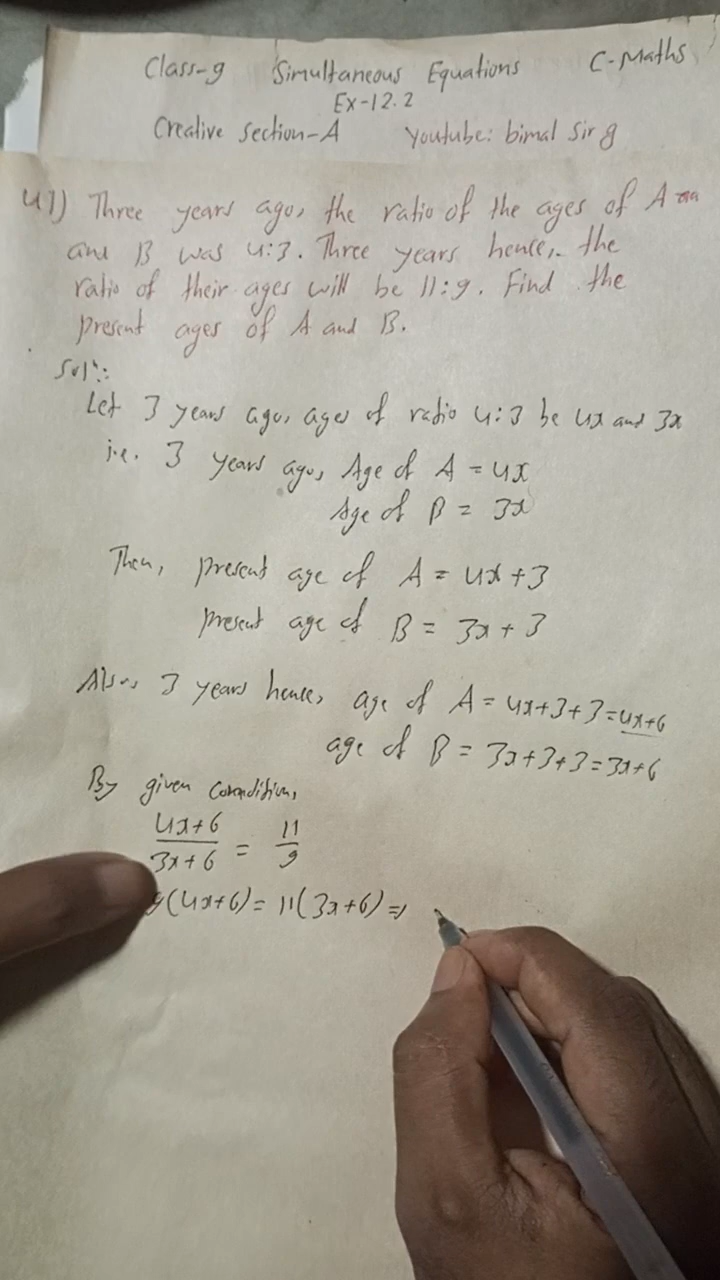 Class-9 Simultaneous Equations C-Maths
Ex-12.2
Creative Section-A Youtube: bimal Sir g
4) Three years ago, the ratio of the ages of A
and B was 4:3. Three years hence, the
ratio of their ages will be 11:9. Find the
present ages of A and B.
Solⁿ:
Let 3 years ago, ages of ratio 4:3 be 4x and 3x
i.e. 3 years ago, Age of A = 4x
Age of B = 3x
Then, present age of A = 4x+3
present age of B = 3x+3
Also, 3 years hence, age of A = 4x+3+3=4x+6
age of B = 3x+3+3=3x+6
By given condition,
4x+6/3x+6 = 11/9
9(4x+6)= 11(3x+6)⇒